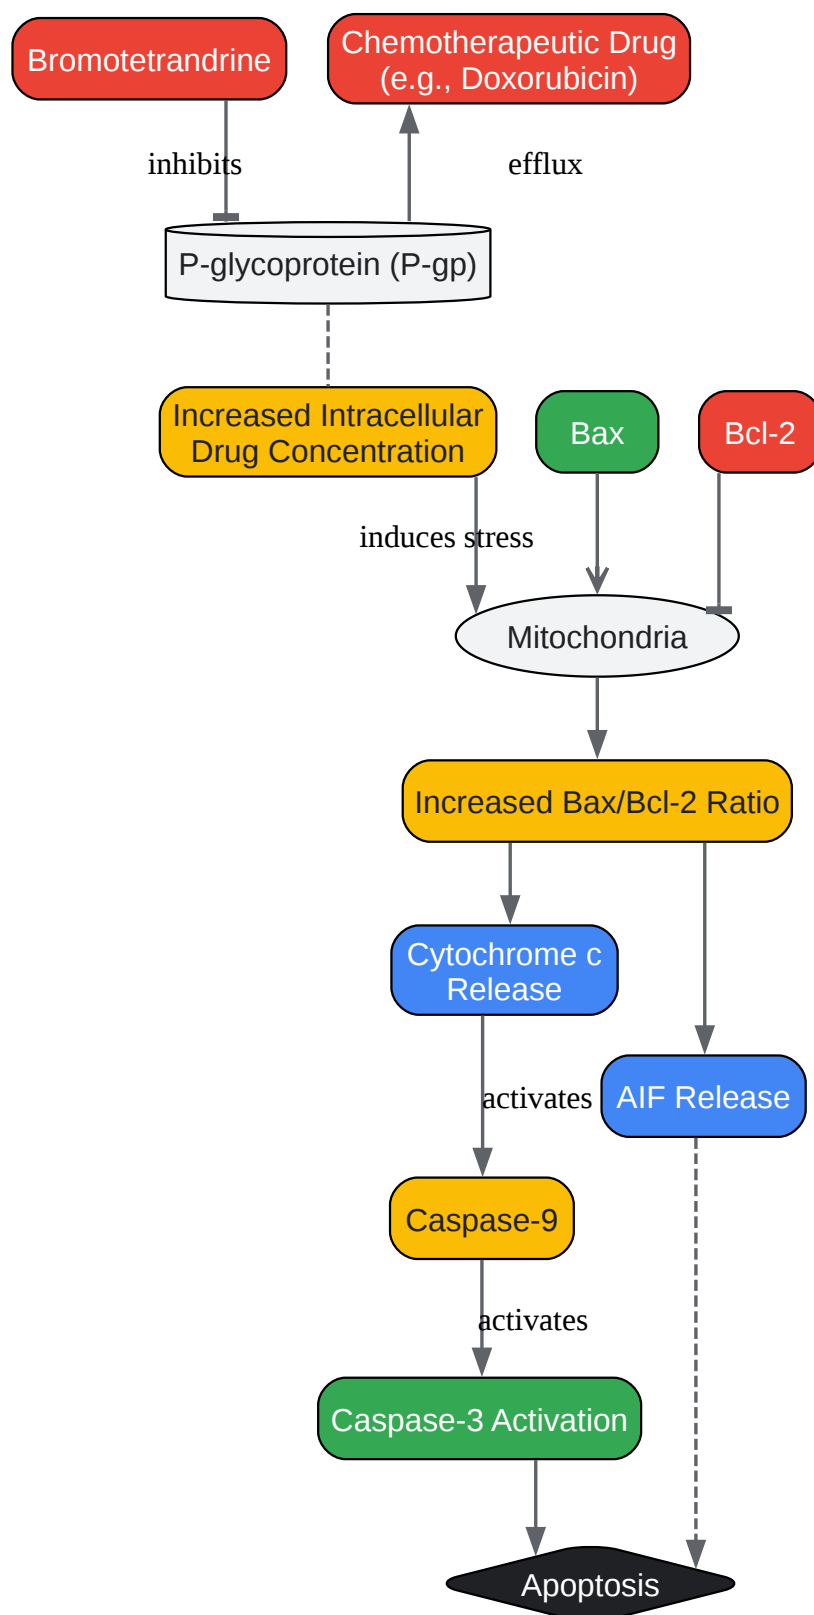 Bromotetrandrine
Chemotherapeutic Drug
(e.g., Doxorubicin)
inhibits
efflux
P-glycoprotein (P-gp)
Increased Intracellular
Drug Concentration
Bax
Bcl-2
induces stress
Mitochondria
Increased Bax/Bcl-2 Ratio
Cytochrome c
Release
activates
AIF Release
Caspase-9
activates
Caspase-3 Activation
Apoptosis